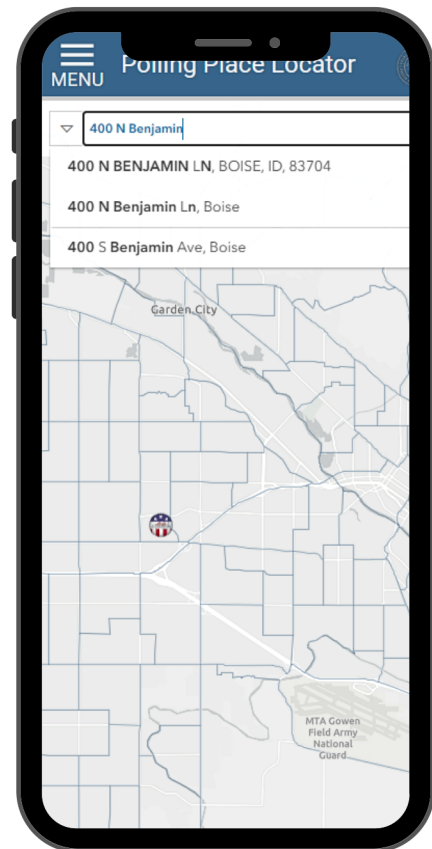 MENU
Polling Place Locator
400 N Benjamin
400 N BENJAMIN LN, BOISE, ID, 83704
400 N Benjamin Ln, Boise
400 S Benjamin Ave, Boise
Garden City
MTA Gowen
Field Army
National
Guard